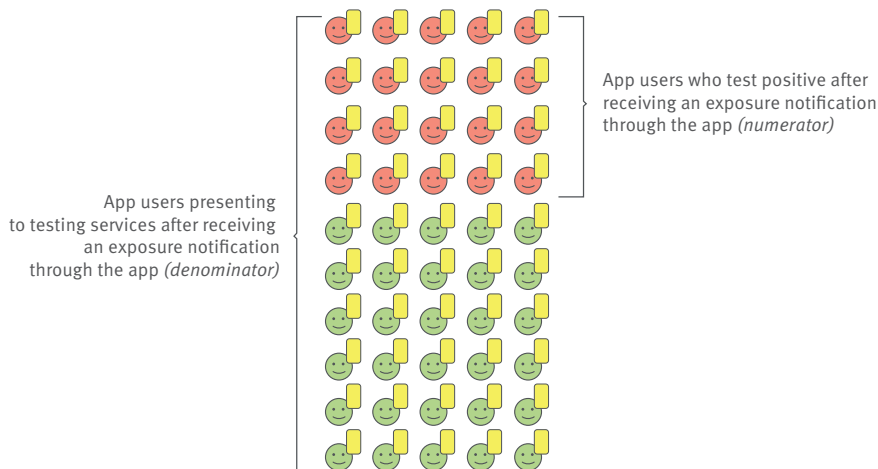 App users who test positive after
receiving an exposure notification
through the app (numerator)
App users presenting
to testing services after receiving
an exposure notification
through the app (denominator)